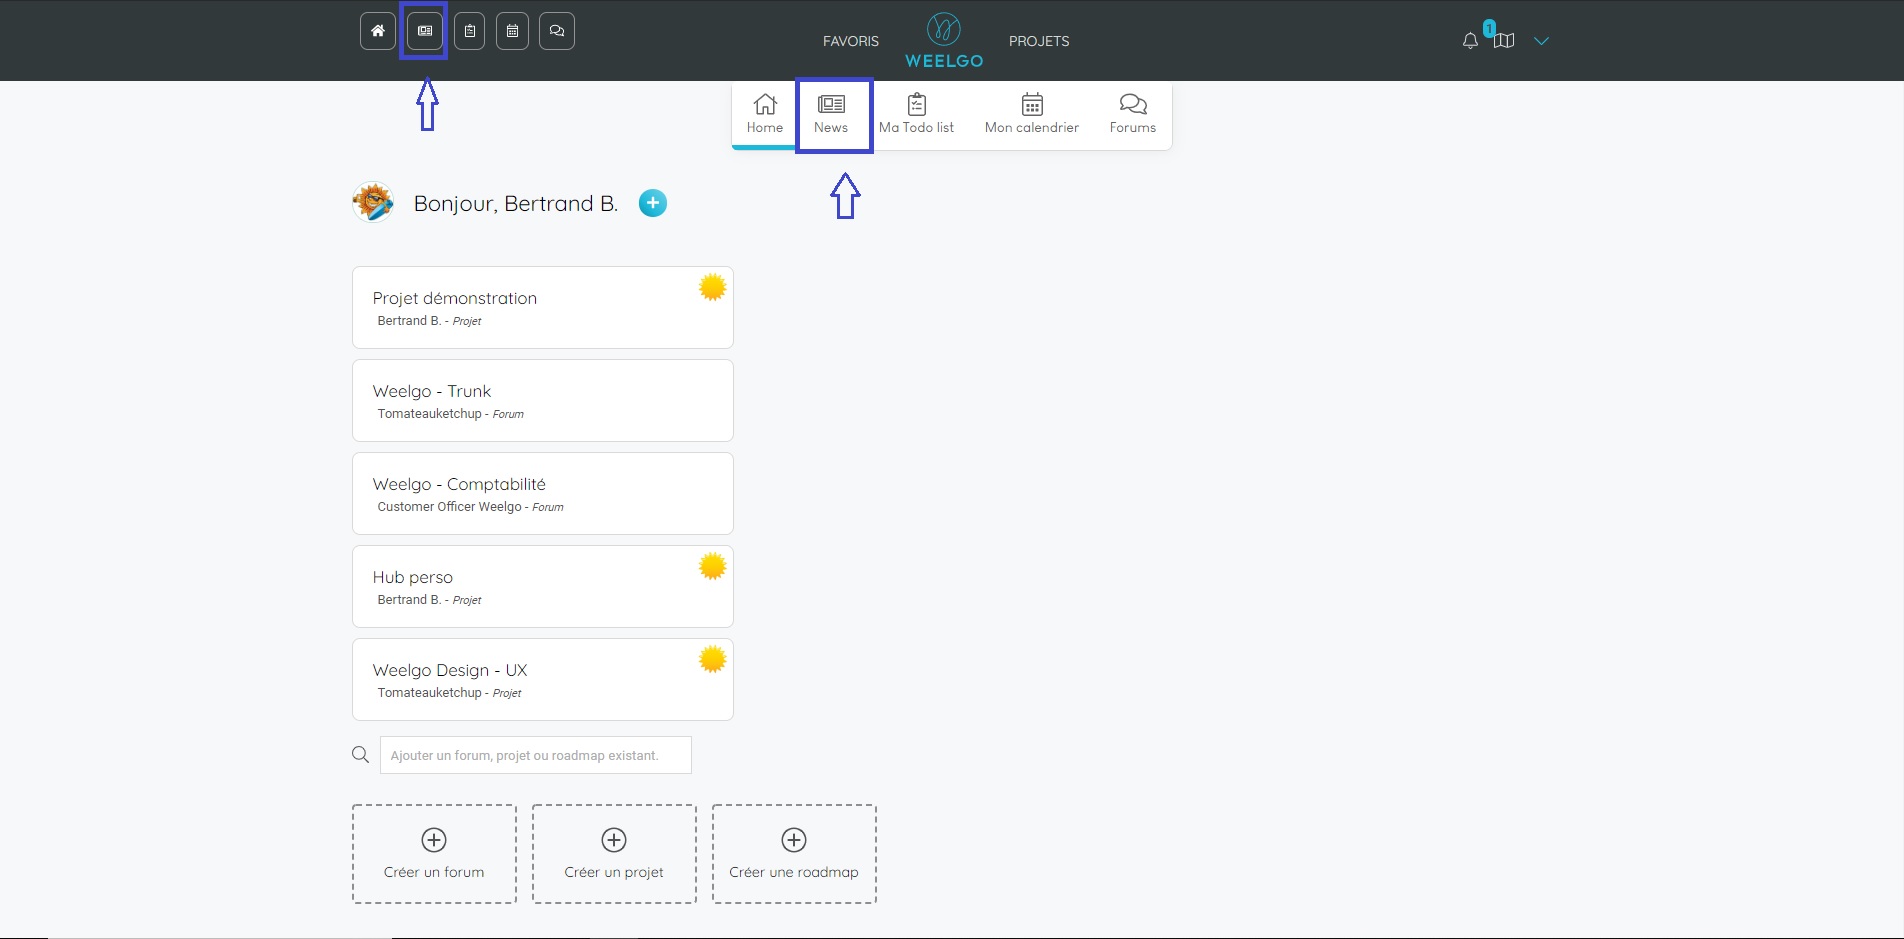 FAVORIS
WEELGO
PROJETS
1
Home
News
Ma Todo list
Mon calendrier
Forums
Bonjour, Bertrand B.
Projet démonstration
Bertrand B. - Projet
Weelgo - Trunk
Tomateauketchup - Forum
Weelgo - Comptabilité
Customer Officer Weelgo - Forum
Hub perso
Bertrand B. - Projet
Weelgo Design - UX
Tomateauketchup - Projet
Ajouter un forum, projet ou roadmap existant.
Créer un forum
Créer un projet
Créer une roadmap